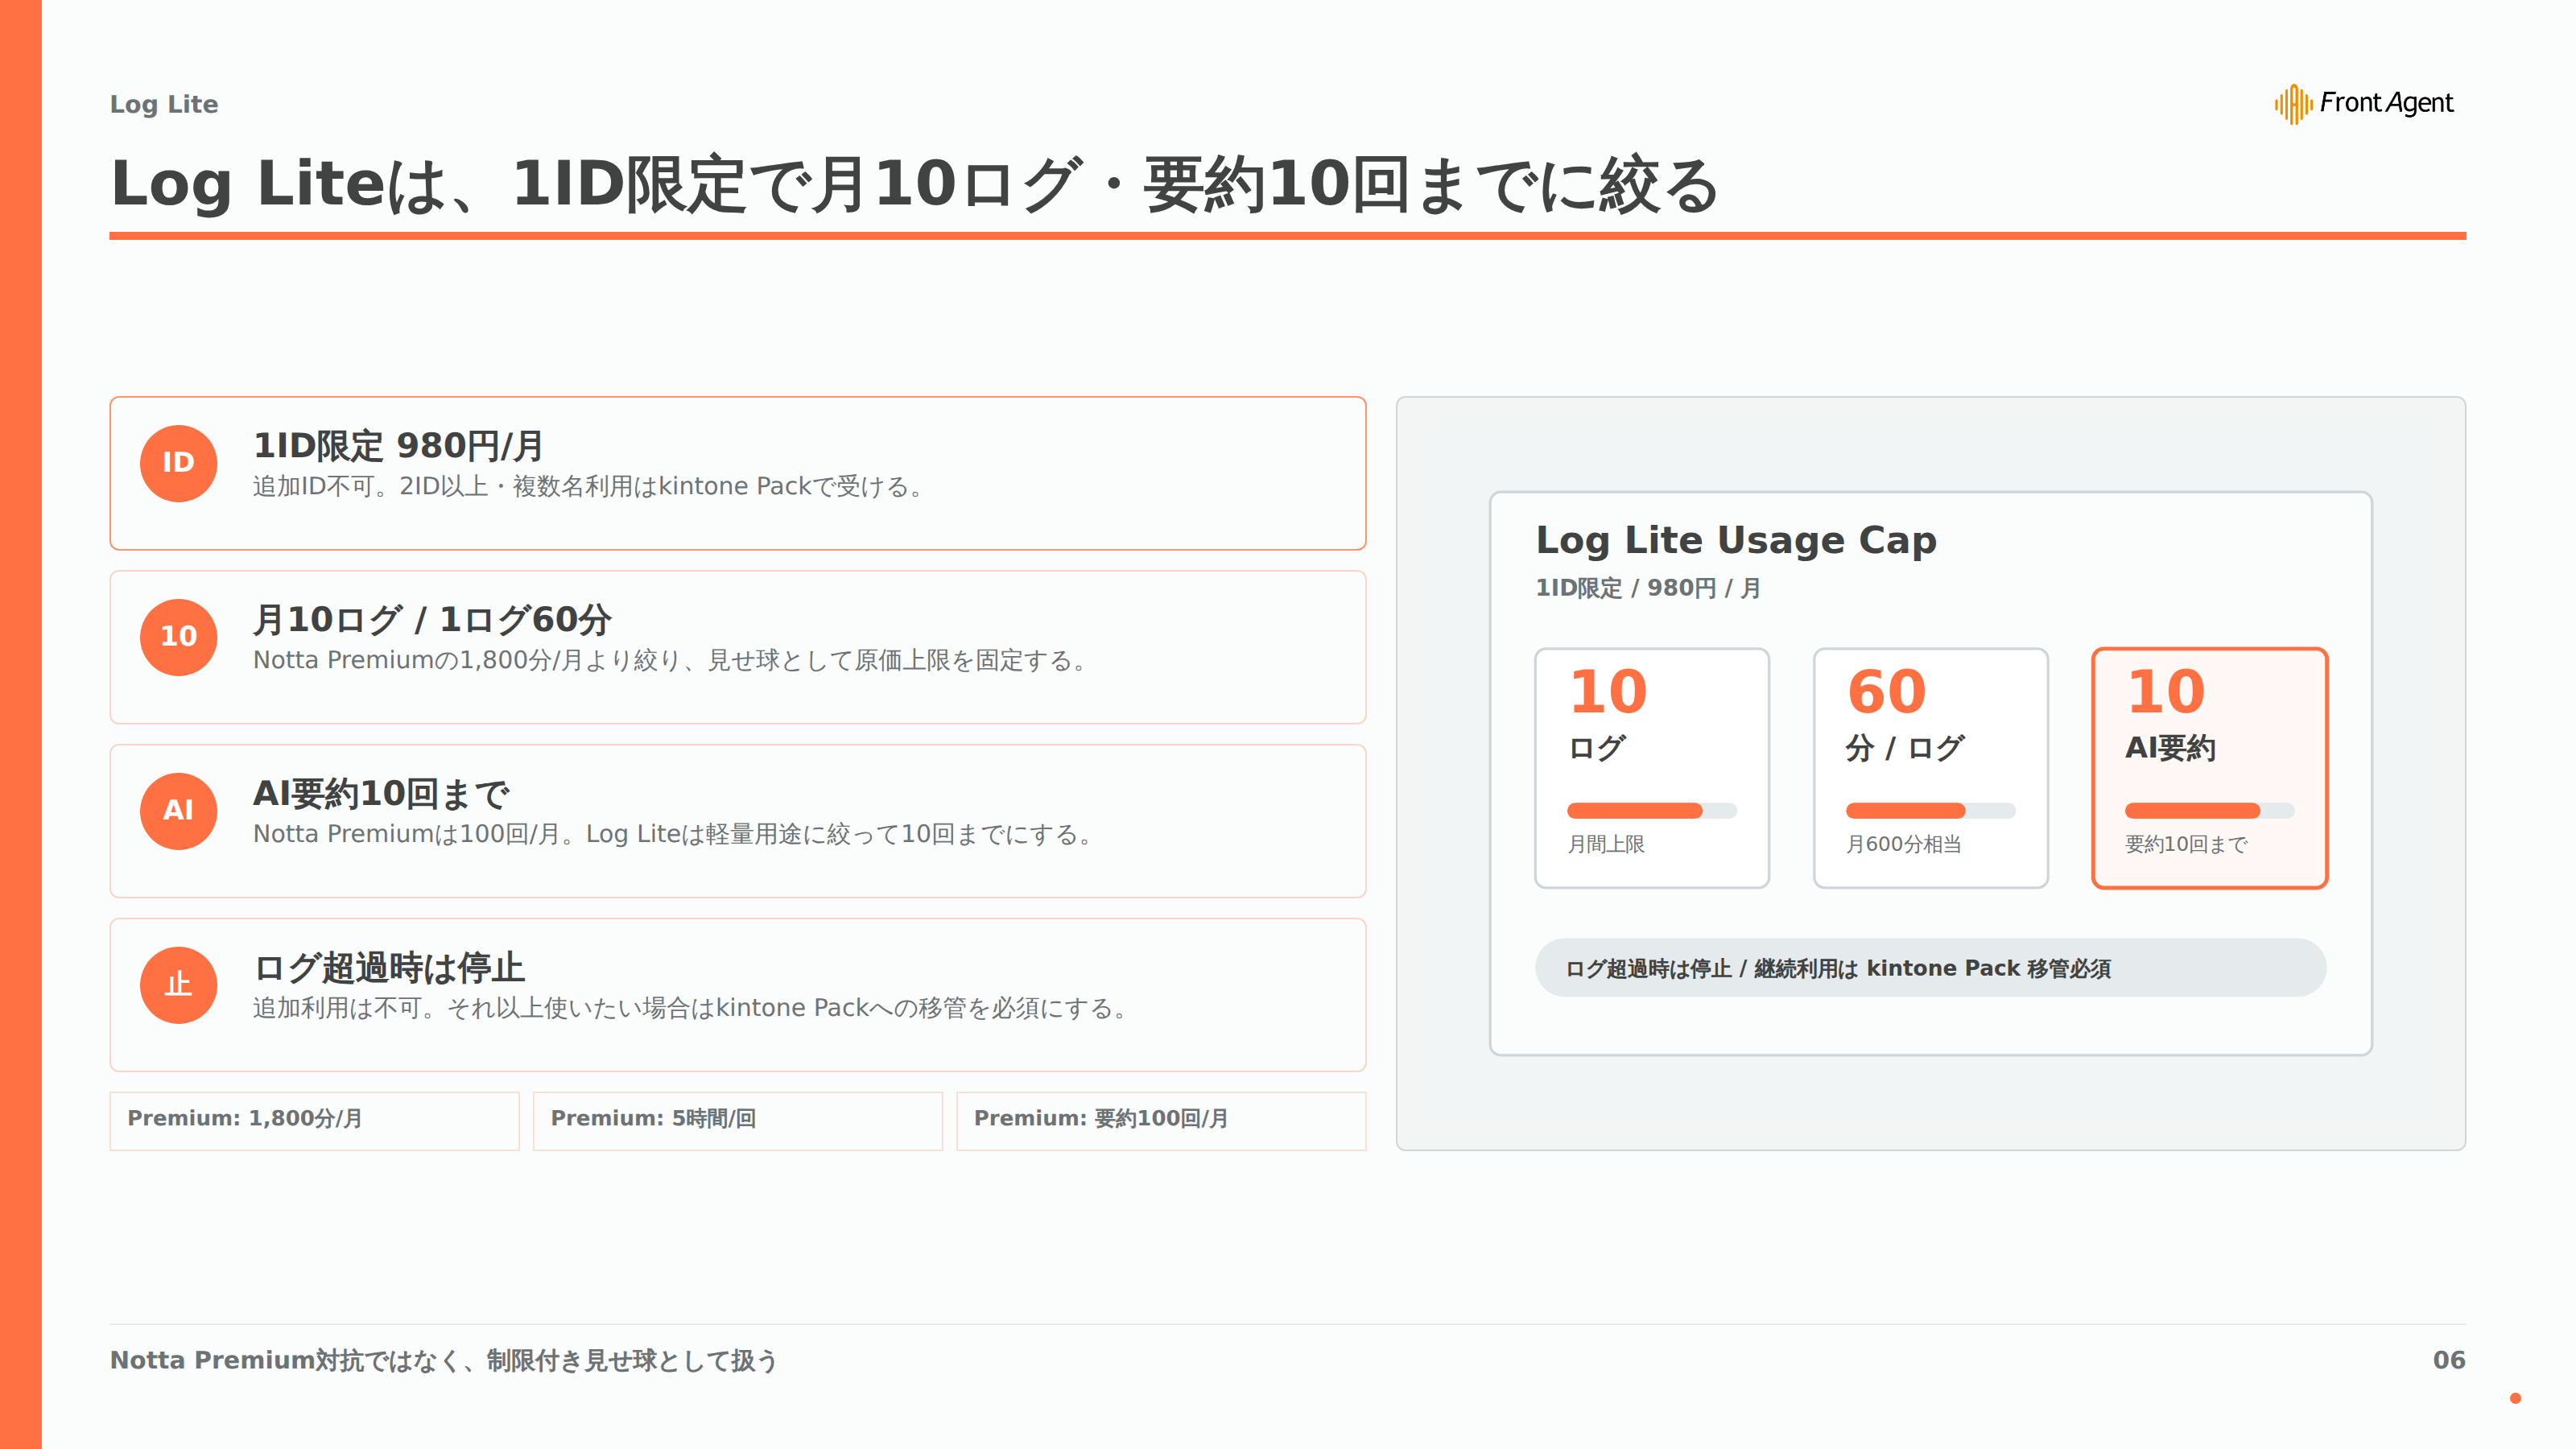 Log Lite
Front Agent
Log Liteは、1ID限定で月10ログ・要約10回までに絞る
ID
1ID限定 980円/月
追加ID不可。2ID以上・複数名利用はkintone Packで受ける。
10
月10ログ / 1ログ60分
Notta Premiumの1,800分/月より絞り、見せ球として原価上限を固定する。
AI
AI要約10回まで
Notta Premiumは100回/月。Log Liteは軽量用途に絞って10回までにする。
止
ログ超過時は停止
追加利用は不可。それ以上使いたい場合はkintone Packへの移管を必須にする。
Premium: 1,800分/月
Premium: 5時間/回
Premium: 要約100回/月
Log Lite Usage Cap
1ID限定 / 980円 / 月
10
ログ
月間上限
60
分 / ログ
月600分相当
10
AI要約
要約10回まで
ログ超過時は停止 / 継続利用は kintone Pack 移管必須
Notta Premium対抗ではなく、制限付き見せ球として扱う
06